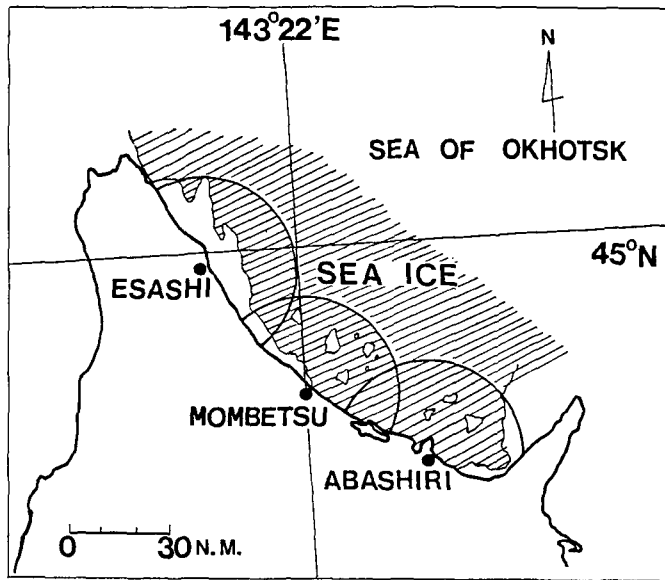 143°22'E
N
SEA OF OKHOTSK
45°N
ESASHI
SEA ICE
MOMBETSU
ABASHIRI
0 30 N.M.